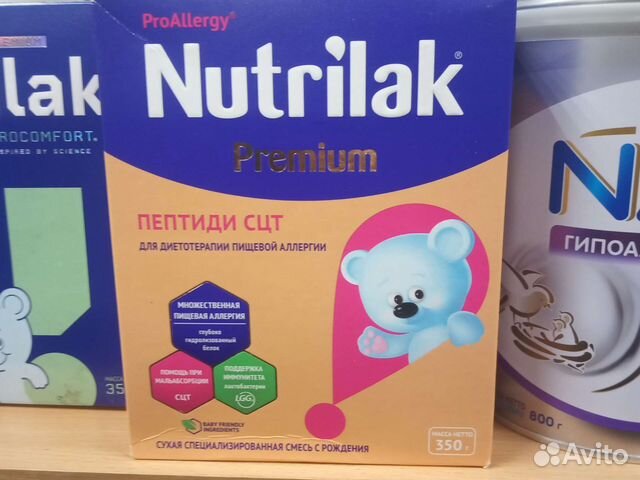 ProAllergy®
Nutrilak®
Premium
ПЕПТИДИ СЦТ
ДЛЯ ДИЕТОТЕРАПИИ ПИЩЕВОЙ АЛЛЕРГИИ
МНОЖЕСТВЕННАЯ
ПИЩЕВАЯ АЛЛЕРГИЯ
глубоко
гидролизованный
белок
ПОМОЩЬ ПРИ
МАЛЬАБСОРБЦИИ
СЦТ
ПОДДЕРЖКА
ИММУНИТЕТА
лактобактерии
LGG
BABY FRIENDLY
INGREDIENTS
МАССА НЕТТО
350 г
СУХАЯ СПЕЦИАЛИЗИРОВАННАЯ СМЕСЬ С РОЖДЕНИЯ
lak
ROCOMFORT®
SPIRED BY SCIENCE
МАССА
35
N
ГИПОА
800 г
Avito